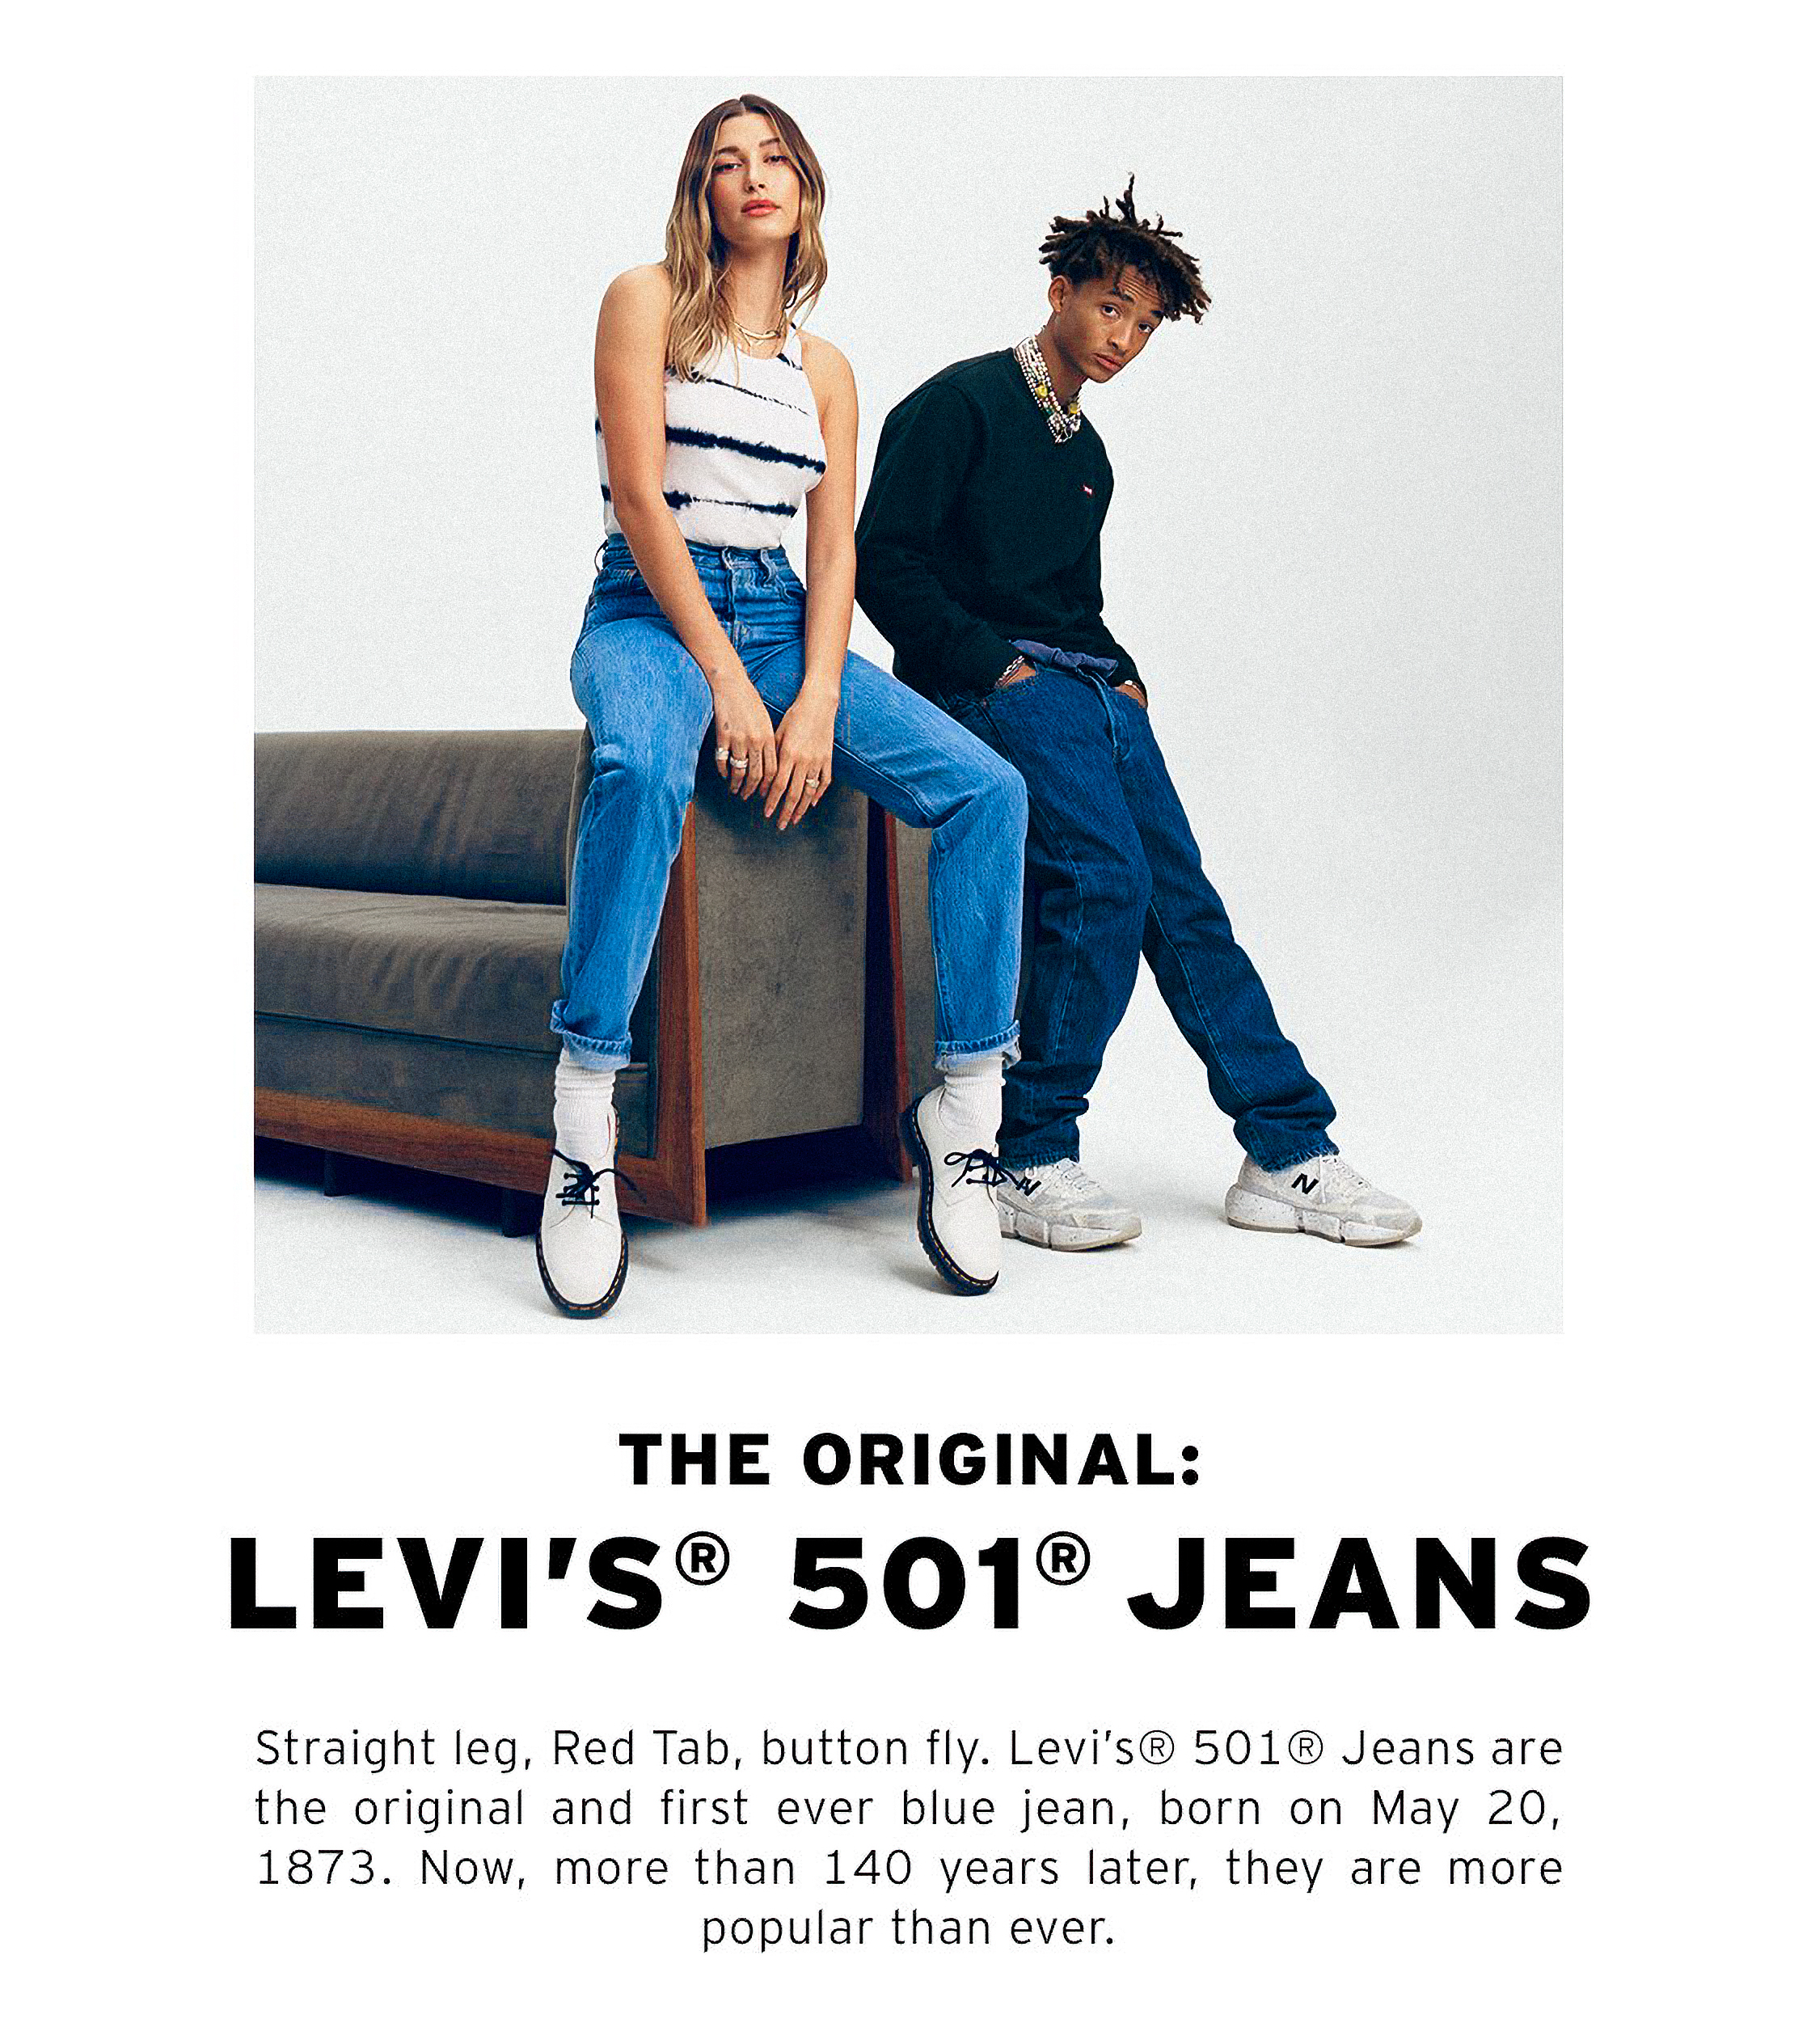 THE ORIGINAL:
LEVI'S® 501® JEANS
Straight leg, Red Tab, button fly. Levi's® 501® Jeans are
the original and first ever blue jean, born on May 20,
1873. Now, more than 140 years later, they are more
popular than ever.
N
N